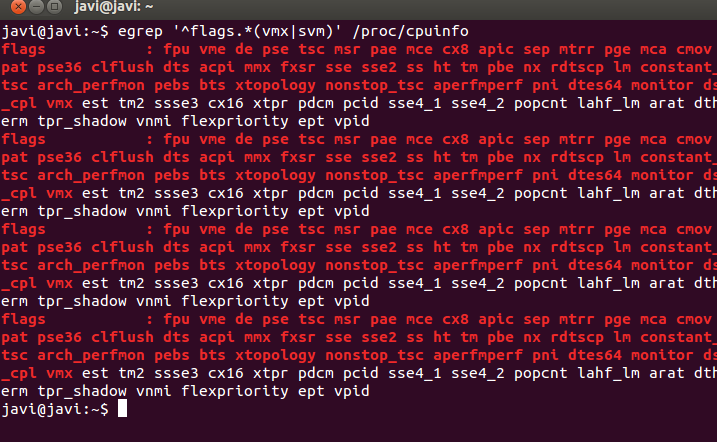 javi@javi: ~
javi@javi:~$ egrep '^flags.*(vmx|svm)' /proc/cpuinfo
flags           : fpu vme de pse tsc msr pae mce cx8 apic sep mtrr pge mca cmov
pat pse36 clflush dts acpi mmx fxsr sse sse2 ss ht tm pbe nx rdtscp lm constant_
tsc arch_perfmon pebs bts xtopology nonstop_tsc aperfmperf pni dtes64 monitor ds
_cpl vmx est tm2 ssse3 cx16 xtpr pdcm pcid sse4_1 sse4_2 popcnt lahf_lm arat dth
erm tpr_shadow vnmi flexpriority ept vpid
flags           : fpu vme de pse tsc msr pae mce cx8 apic sep mtrr pge mca cmov
pat pse36 clflush dts acpi mmx fxsr sse sse2 ss ht tm pbe nx rdtscp lm constant_
tsc arch_perfmon pebs bts xtopology nonstop_tsc aperfmperf pni dtes64 monitor ds
_cpl vmx est tm2 ssse3 cx16 xtpr pdcm pcid sse4_1 sse4_2 popcnt lahf_lm arat dth
erm tpr_shadow vnmi flexpriority ept vpid
flags           : fpu vme de pse tsc msr pae mce cx8 apic sep mtrr pge mca cmov
pat pse36 clflush dts acpi mmx fxsr sse sse2 ss ht tm pbe nx rdtscp lm constant_
tsc arch_perfmon pebs bts xtopology nonstop_tsc aperfmperf pni dtes64 monitor ds
_cpl vmx est tm2 ssse3 cx16 xtpr pdcm pcid sse4_1 sse4_2 popcnt lahf_lm arat dth
erm tpr_shadow vnmi flexpriority ept vpid
flags           : fpu vme de pse tsc msr pae mce cx8 apic sep mtrr pge mca cmov
pat pse36 clflush dts acpi mmx fxsr sse sse2 ss ht tm pbe nx rdtscp lm constant_
tsc arch_perfmon pebs bts xtopology nonstop_tsc aperfmperf pni dtes64 monitor ds
_cpl vmx est tm2 ssse3 cx16 xtpr pdcm pcid sse4_1 sse4_2 popcnt lahf_lm arat dth
erm tpr_shadow vnmi flexpriority ept vpid
javi@javi:~$